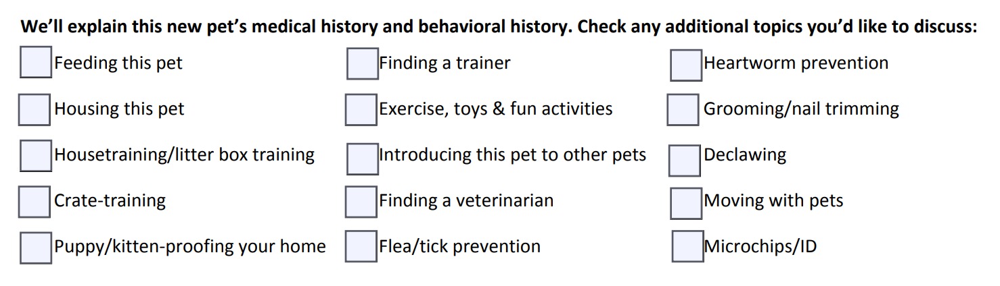 We'll explain this new pet's medical history and behavioral history. Check any additional topics you'd like to discuss:
Feeding this pet
Housing this pet
Housetraining/litter box training
Crate-training
Puppy/kitten-proofing your home
Finding a trainer
Exercise, toys & fun activities
Introducing this pet to other pets
Finding a veterinarian
Flea/tick prevention
Heartworm prevention
Grooming/nail trimming
Declawing
Moving with pets
Microchips/ID